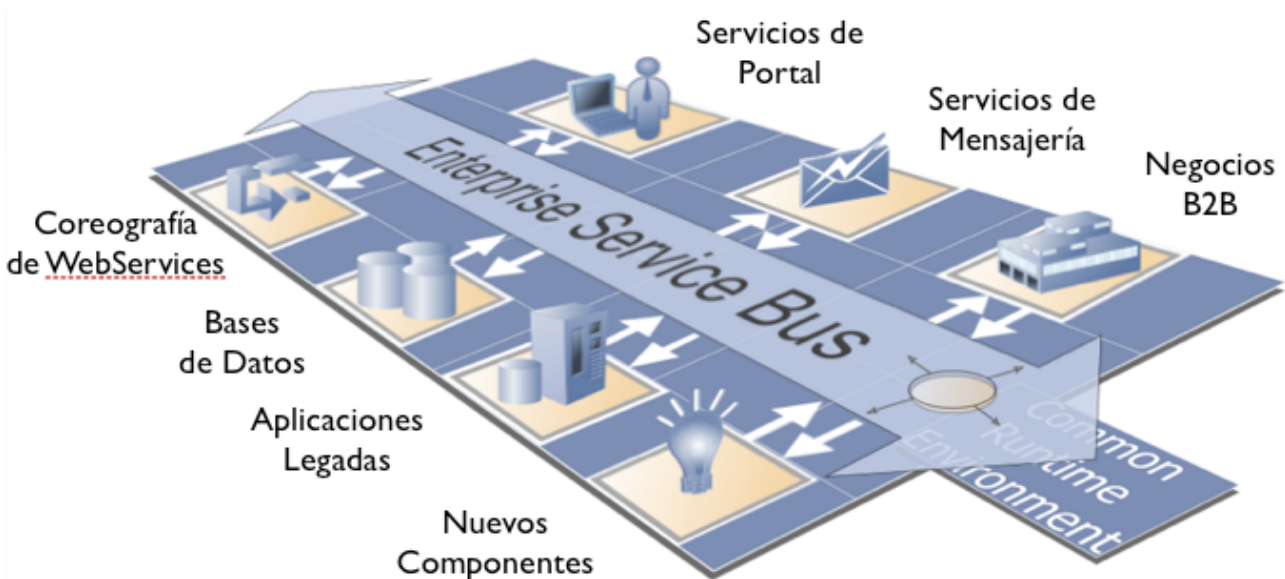 Servicios de
Portal
Servicios de
Mensajería
Negocios
B2B
Enterprise Service Bus
Coreografía
de WebServices
Bases
de Datos
Aplicaciones
Legadas
Nuevos
Componentes
Common
Runtime
Environment